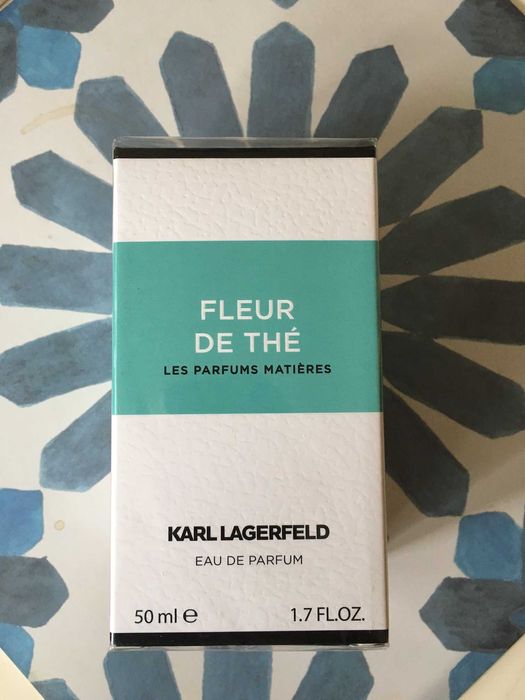 FLEUR
DE THÉ
LES PARFUMS MATIÈRES
KARL LAGERFELD
EAU DE PARFUM
50 ml ℮ 1.7 FL.OZ.